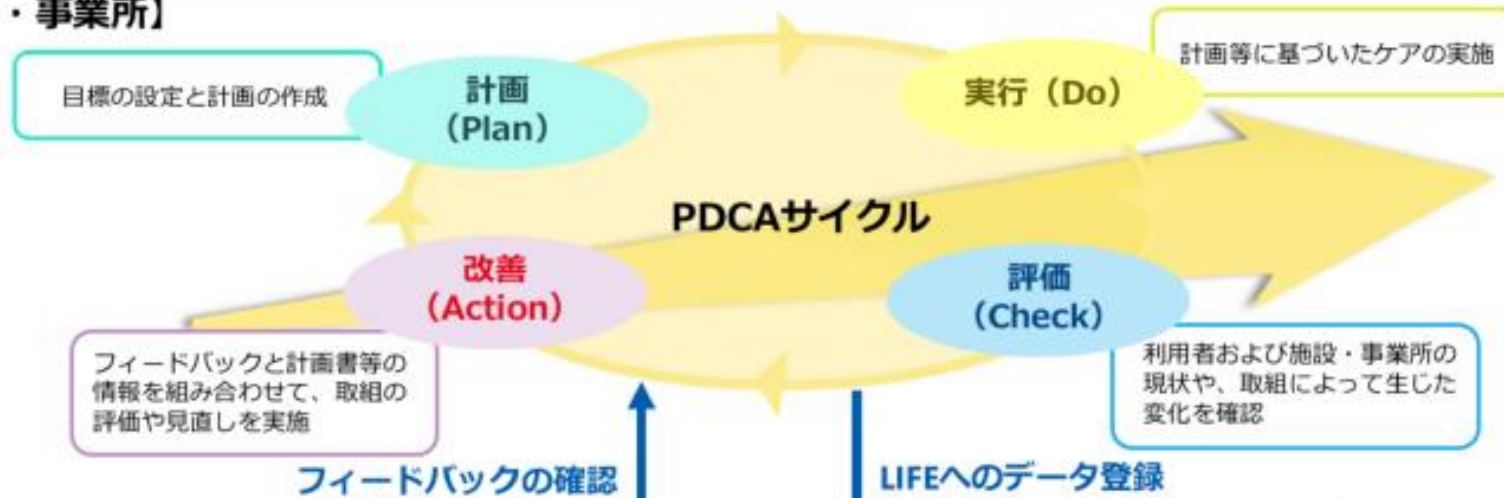 ・事業所】
目標の設定と計画の作成
計画
（Plan）
実行（Do）
計画等に基づいたケアの実施
PDCAサイクル
改善
（Action）
評価
（Check）
フィードバックと計画書等の
情報を組み合わせて、取組の
評価や見直しを実施
利用者および施設・事業所の
現状や、取組によって生じた
変化を確認
フィードバックの確認
LIFEへのデータ登録